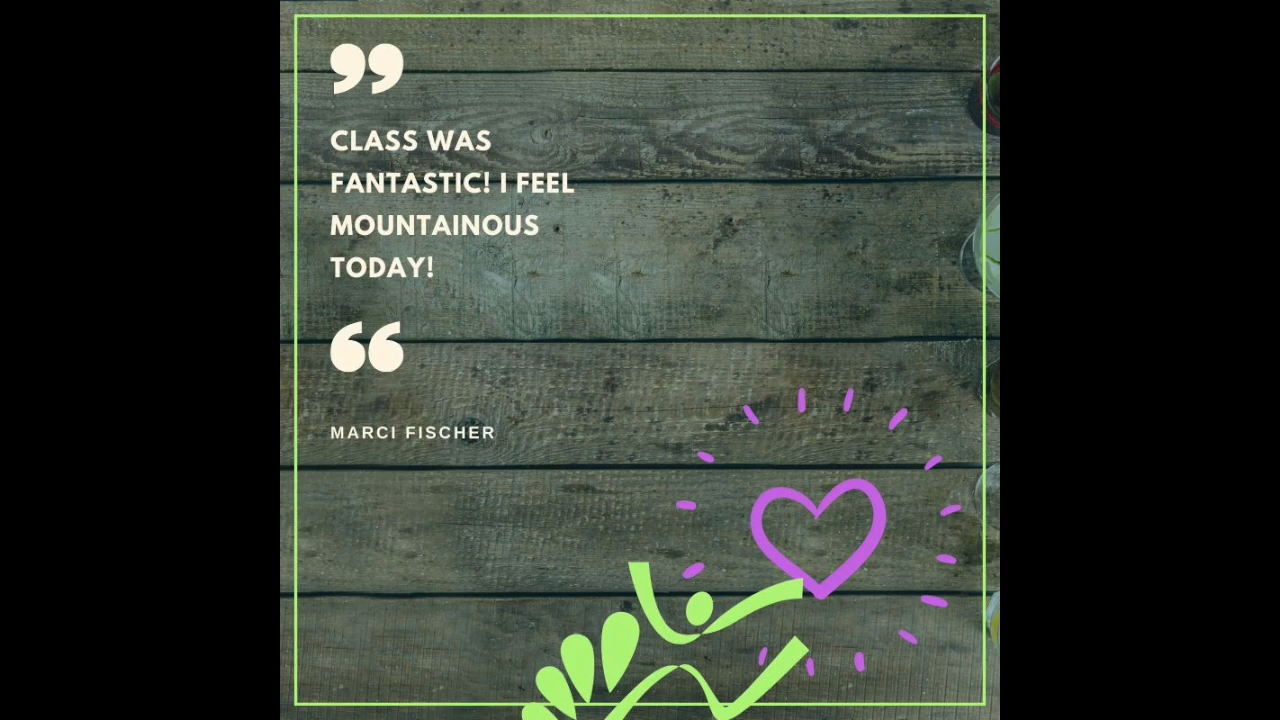 ”
CLASS WAS
FANTASTIC! I FEEL
MOUNTAINOUS
TODAY!
“
MARCI FISCHER